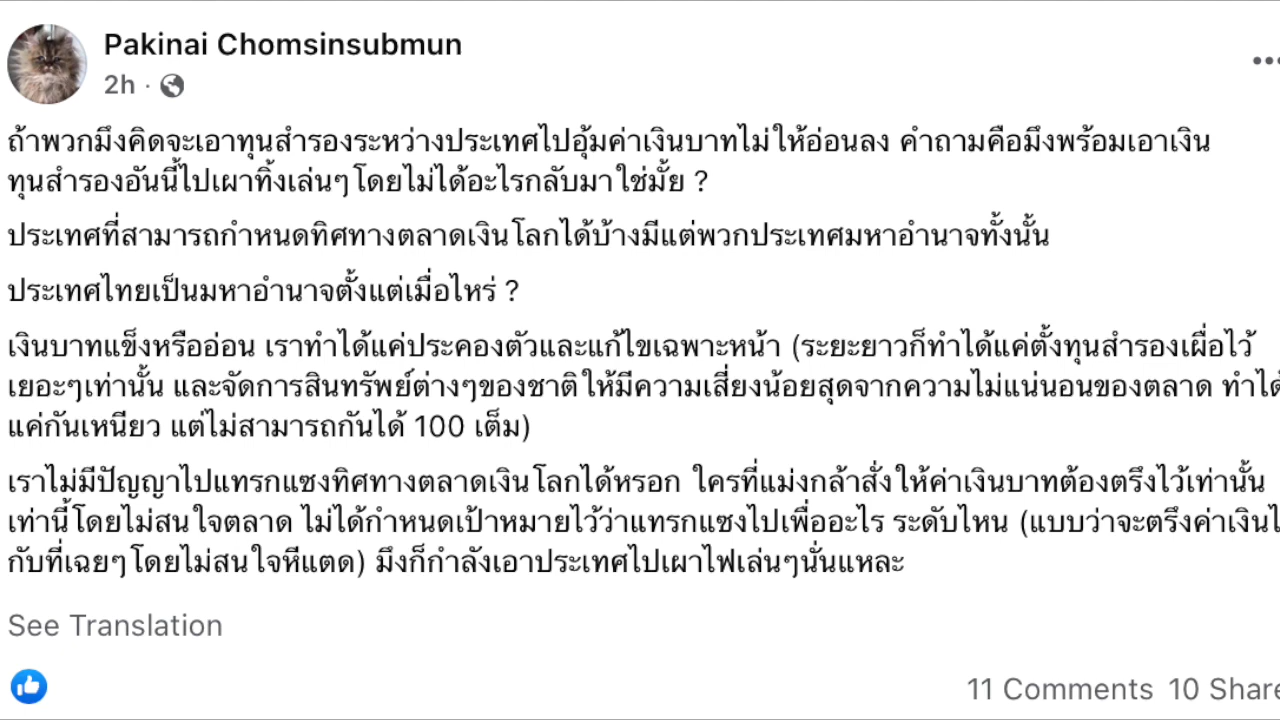 Pakinai Chomsinsubmun
2h ·
ถ้าพวกมึงคิดจะเอาทุนสำรองระหว่างประเทศไปอุ้มค่าเงินบาทไม่ให้อ่อนลง คำถามคือมึงพร้อมเอาเงิน
ทุนสำรองอันนี้ไปเผาทิ้งเล่นๆโดยไม่ได้อะไรกลับมาใช่มั้ย ?
ประเทศที่สามารถกำหนดทิศทางตลาดเงินโลกได้บ้างมีแต่พวกประเทศมหาอำนาจทั้งนั้น
ประเทศไทยเป็นมหาอำนาจตั้งแต่เมื่อไหร่ ?
เงินบาทแข็งหรืออ่อน เราทำได้แค่ประคองตัวและแก้ไขเฉพาะหน้า (ระยะยาวก็ทำได้แค่ตั้งทุนสำรองเผื่อไว้
เยอะๆเท่านั้น และจัดการสินทรัพย์ต่างๆของชาติให้มีความเสี่ยงน้อยสุดจากความไม่แน่นอนของตลาด ทำได้
แค่กันเหนียว แต่ไม่สามารถกันได้ 100 เต็ม)
เราไม่มีปัญญาไปแทรกแซงทิศทางตลาดเงินโลกได้หรอก ใครที่แม่งกล้าสั่งให้ค่าเงินบาทต้องตรึงไว้เท่านั้น
เท่านี้โดยไม่สนใจตลาด ไม่ได้กำหนดเป้าหมายไว้ว่าแทรกแซงไปเพื่ออะไร ระดับไหน (แบบว่าจะตรึงค่าเงินไ
กับที่เฉยๆโดยไม่สนใจหีแตด) มึงก็กำลังเอาประเทศไปเผาไฟเล่นๆนั่นแหละ
See Translation
11 Comments 10 Share